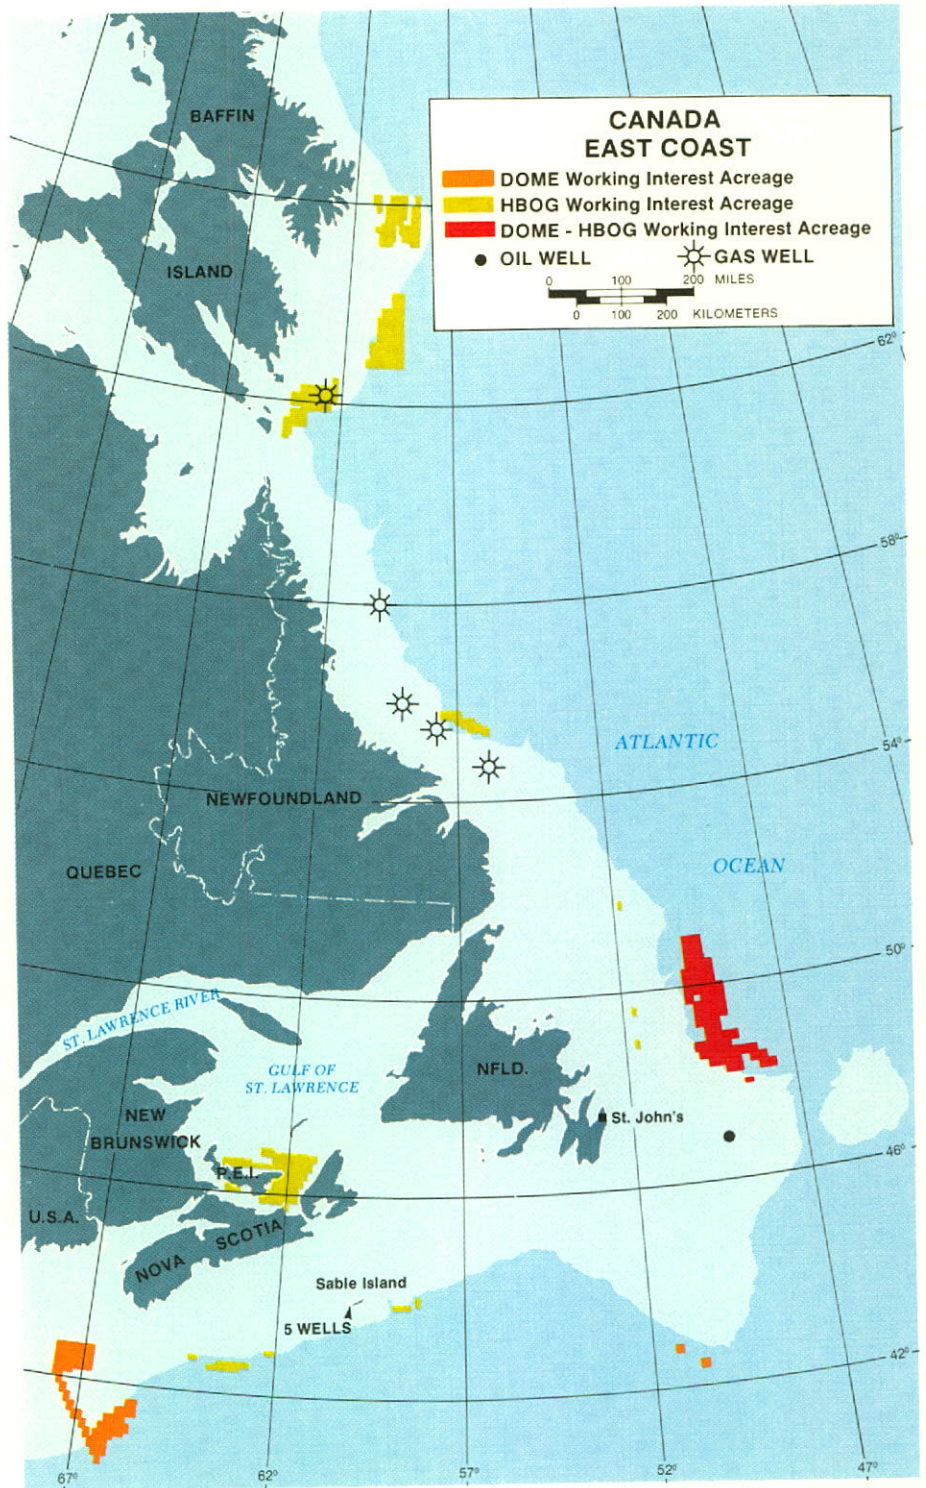 BAFFIN
ISLAND
CANADA
EAST COAST
DOME Working Interest Acreage
HBOG Working Interest Acreage
DOME - HBOG Working Interest Acreage
OIL WELL
GAS WELL
0 100 200 MILES
0 100 200 KILOMETERS
62°
58°
ATLANTIC
54°
NEWFOUNDLAND
OCEAN
QUEBEC
50°
ST. LAWRENCE RIVER
GULF OF
ST. LAWRENCE
NFLD.
NEW
BRUNSWICK
St. John's
46°
P.E.I.
U.S.A.
NOVA SCOTIA
Sable Island
5 WELLS
42°
67° 62° 57° 52° 47°